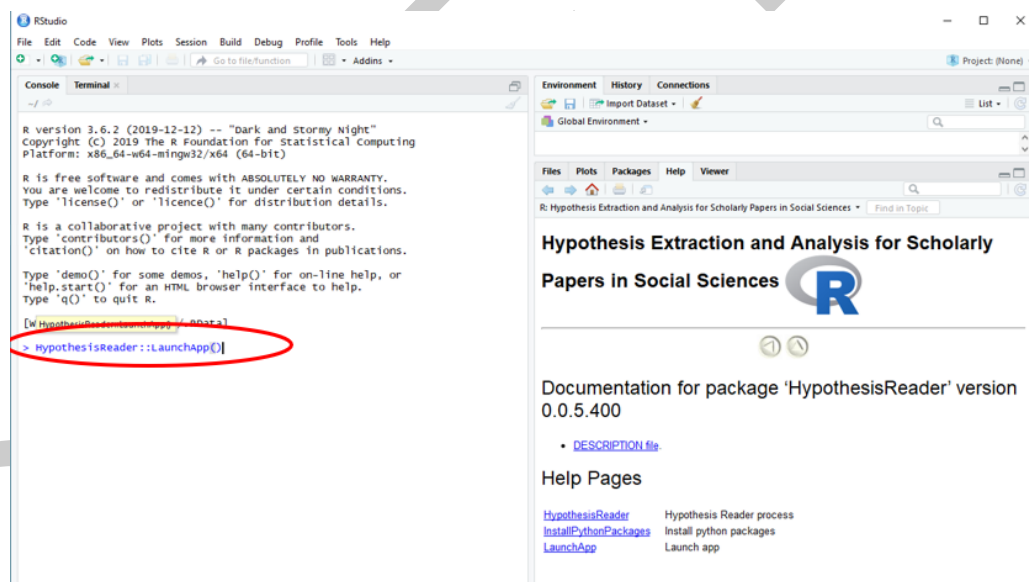 RStudio
File Edit Code View Plots Session Build Debug Profile Tools Help
Go to file/function Addins Project: (None)
Console Terminal
~/
R version 3.6.2 (2019-12-12) -- "Dark and Stormy Night"
Copyright (C) 2019 The R Foundation for Statistical Computing
Platform: x86_64-w64-mingw32/x64 (64-bit)
R is free software and comes with ABSOLUTELY NO WARRANTY.
You are welcome to redistribute it under certain conditions.
Type 'license()' or 'licence()' for distribution details.
R is a collaborative project with many contributors.
Type 'contributors()' for more information and
'citation()' on how to cite R or R packages in publications.
Type 'demo()' for some demos, 'help()' for on-line help, or
'help.start()' for an HTML browser interface to help.
Type 'q()' to quit R.
[W HypothesisReader::LaunchApp() /.RData]
> HypothesisReader::LaunchApp()
Environment History Connections
Import Dataset List
Global Environment
Files Plots Packages Help Viewer
R: Hypothesis Extraction and Analysis for Scholarly Papers in Social Sciences Find in Topic
Hypothesis Extraction and Analysis for Scholarly
Papers in Social Sciences R
Documentation for package ‘HypothesisReader’ version
0.0.5.400
• DESCRIPTION file.
Help Pages
HypothesisReader Hypothesis Reader process
InstallPythonPackages Install python packages
LaunchApp Launch app